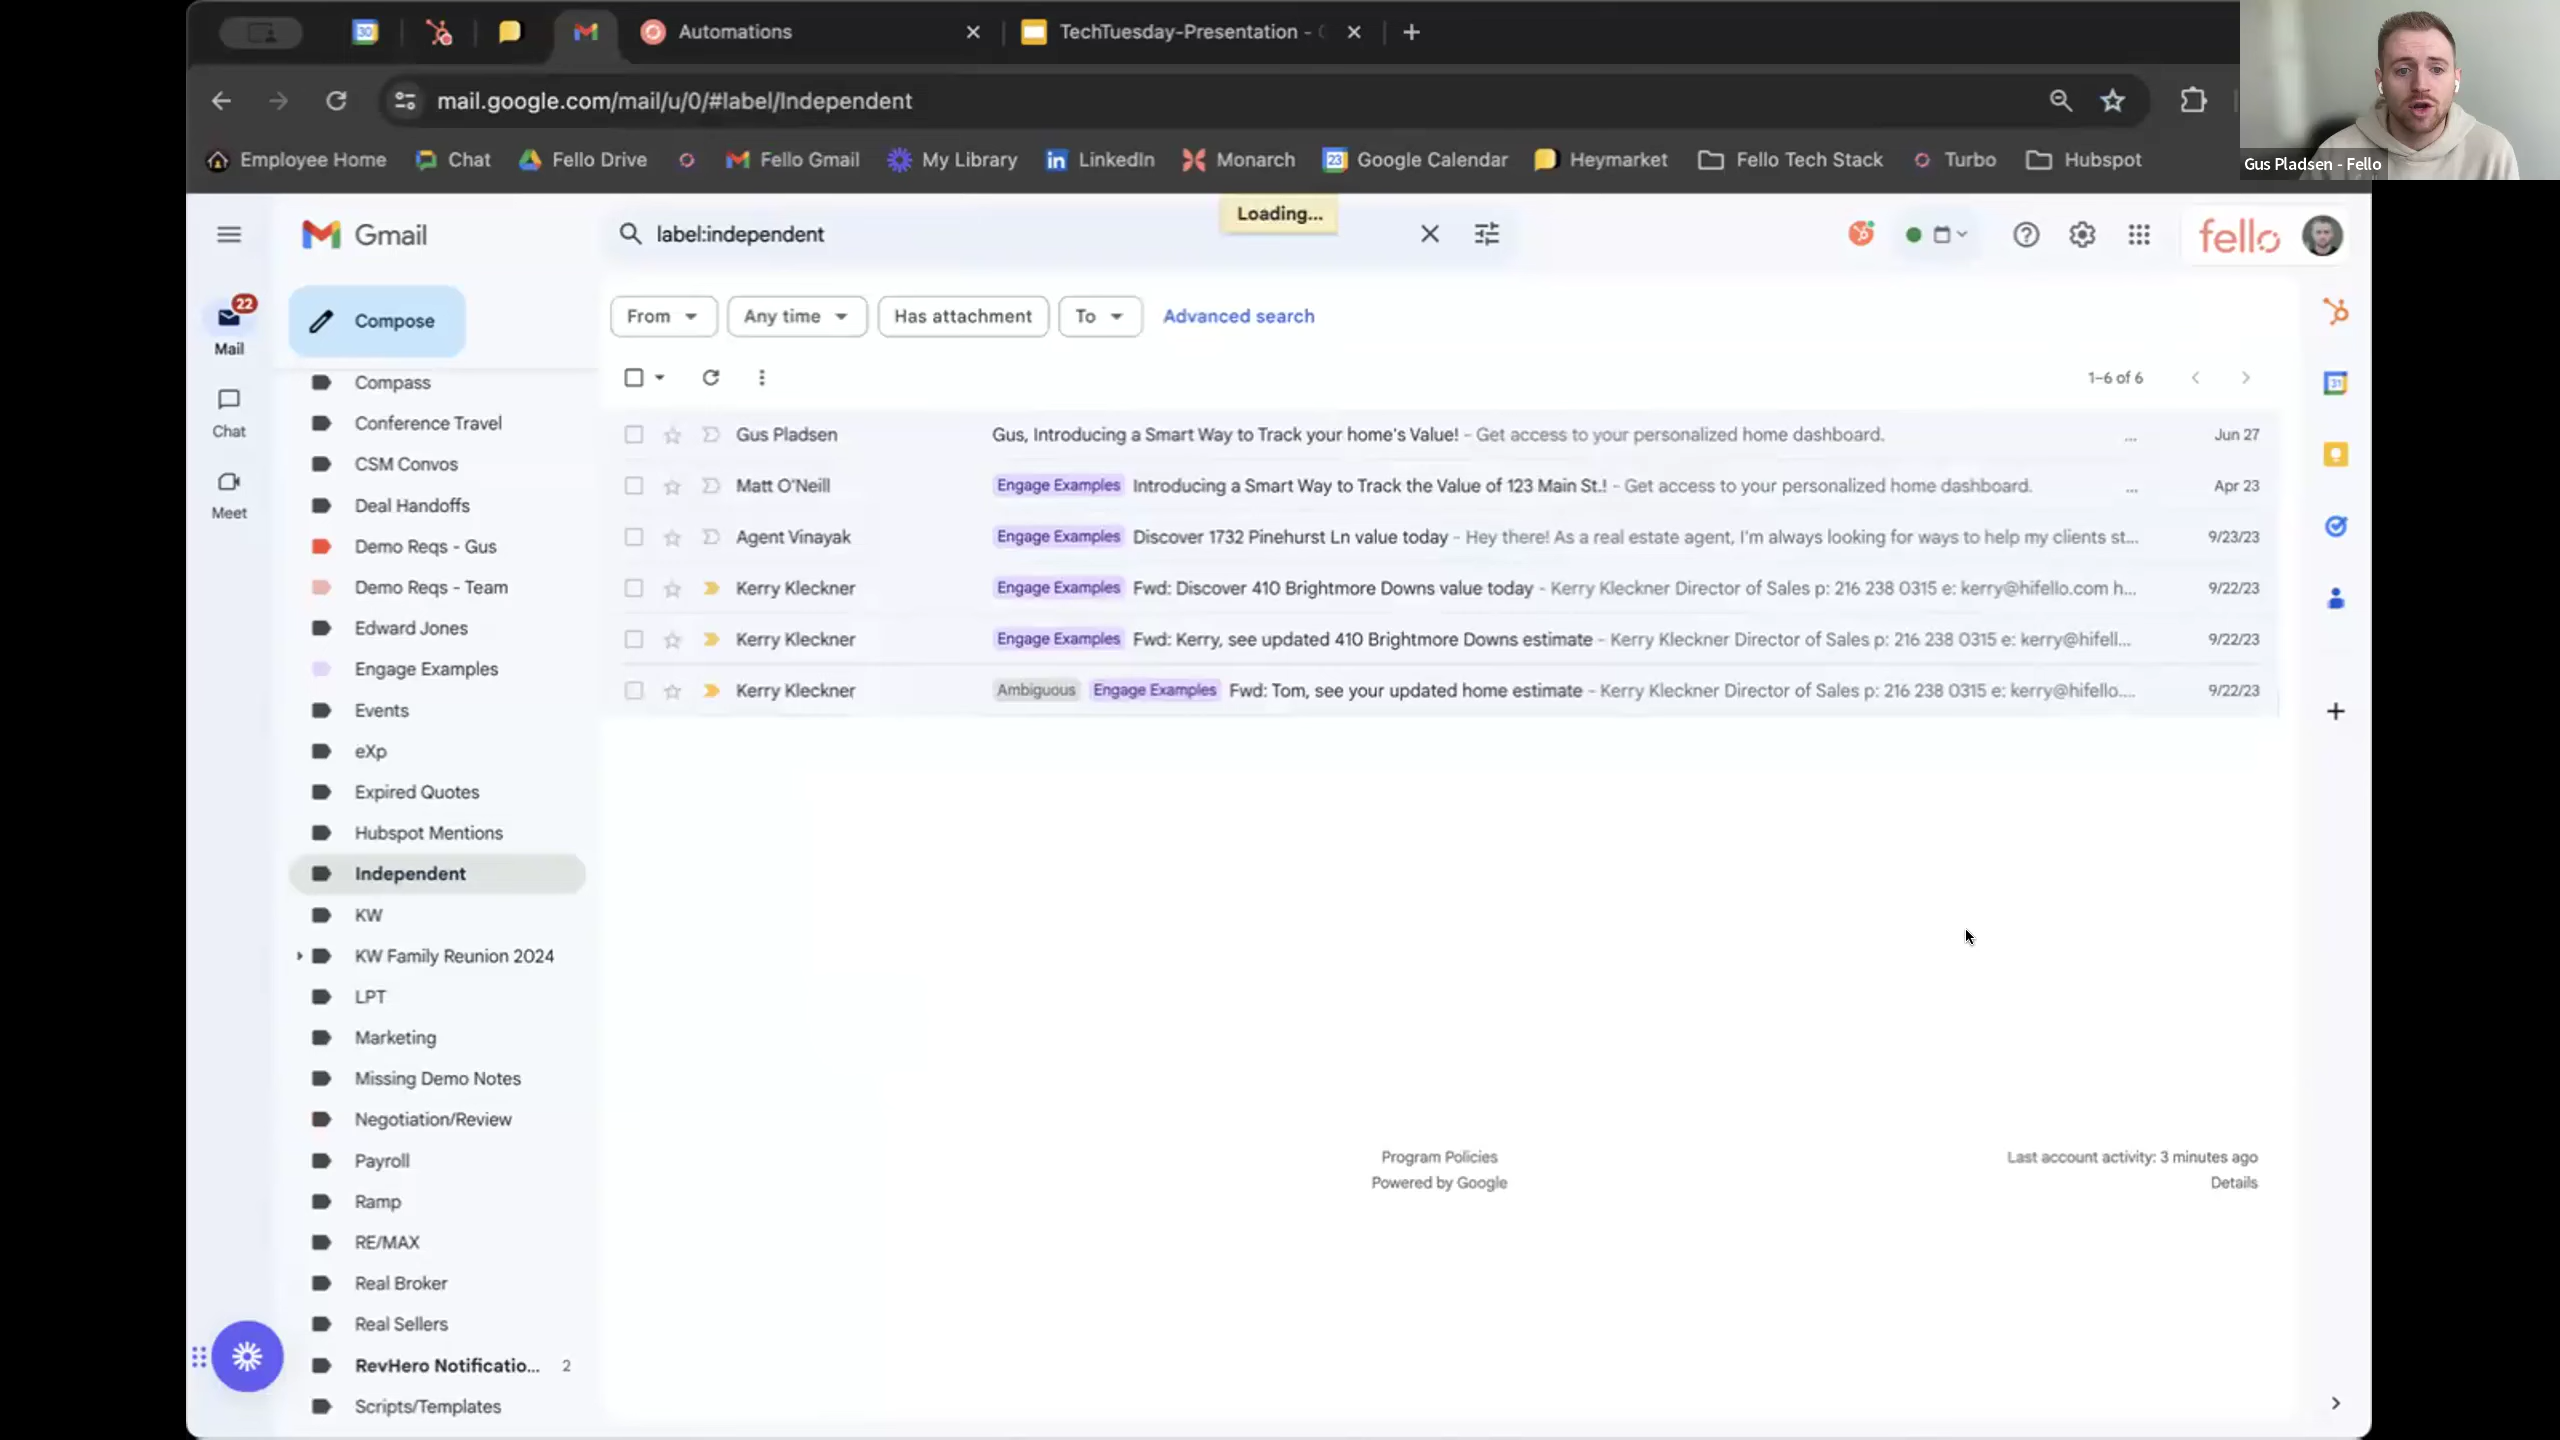 30
Automations
TechTuesday-Presentation -
mail.google.com/mail/u/0/#label/Independent
Employee Home
Chat
Fello Drive
Fello Gmail
My Library
LinkedIn
Monarch
23
Google Calendar
Heymarket
Fello Tech Stack
Turbo
Hubspot
Gus Pladsen - Fello
Loading...
Gmail
label:independent
fello
22
Mail
Chat
Meet
Compose
From
Any time
Has attachment
To
Advanced search
1–6 of 6
31
Compass
Conference Travel
CSM Convos
Deal Handoffs
Demo Reqs - Gus
Demo Reqs - Team
Edward Jones
Engage Examples
Events
eXp
Expired Quotes
Hubspot Mentions
Independent
KW
KW Family Reunion 2024
LPT
Marketing
Missing Demo Notes
Negotiation/Review
Payroll
Ramp
RE/MAX
Real Broker
Real Sellers
RevHero Notificatio... 2
Scripts/Templates
Gus Pladsen Gus, Introducing a Smart Way to Track your home's Value! - Get access to your personalized home dashboard. ... Jun 27
Matt O'Neill Engage Examples Introducing a Smart Way to Track the Value of 123 Main St.! - Get access to your personalized home dashboard. ... Apr 23
Agent Vinayak Engage Examples Discover 1732 Pinehurst Ln value today - Hey there! As a real estate agent, I'm always looking for ways to help my clients st... 9/23/23
Kerry Kleckner Engage Examples Fwd: Discover 410 Brightmore Downs value today - Kerry Kleckner Director of Sales p: 216 238 0315 e: kerry@hifello.com h... 9/22/23
Kerry Kleckner Engage Examples Fwd: Kerry, see updated 410 Brightmore Downs estimate - Kerry Kleckner Director of Sales p: 216 238 0315 e: kerry@hifell... 9/22/23
Kerry Kleckner Ambiguous Engage Examples Fwd: Tom, see your updated home estimate - Kerry Kleckner Director of Sales p: 216 238 0315 e: kerry@hifello.... 9/22/23
Program Policies
Powered by Google
Last account activity: 3 minutes ago
Details